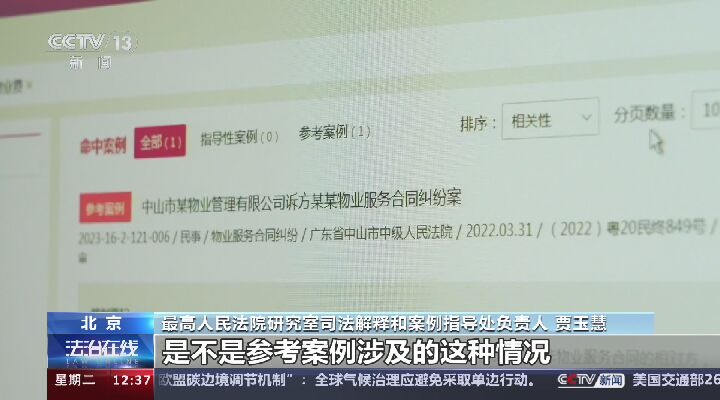 CCTV 13
新闻
业费 ×
命中案例 全部(1) 指导性案例(0) 参考案例(1) 排序: 相关性 分页数量: 10
参考案例 中山市某物业管理有限公司诉方某某物业服务合同纠纷案
2023-16-2-121-006 / 民事 / 物业服务合同纠纷 / 广东省中山市中级人民法院 / 2022.03.31 / (2022)粤20民终849号 /
审
北京 最高人民法院研究室司法解释和案例指导处负责人 贾玉慧
法治在线 是不是参考案例涉及的这种情况
星期二 12:37 欧盟碳边境调节机制”:全球气候治理应避免采取单边行动。 CCTV 新闻 美国交通部26